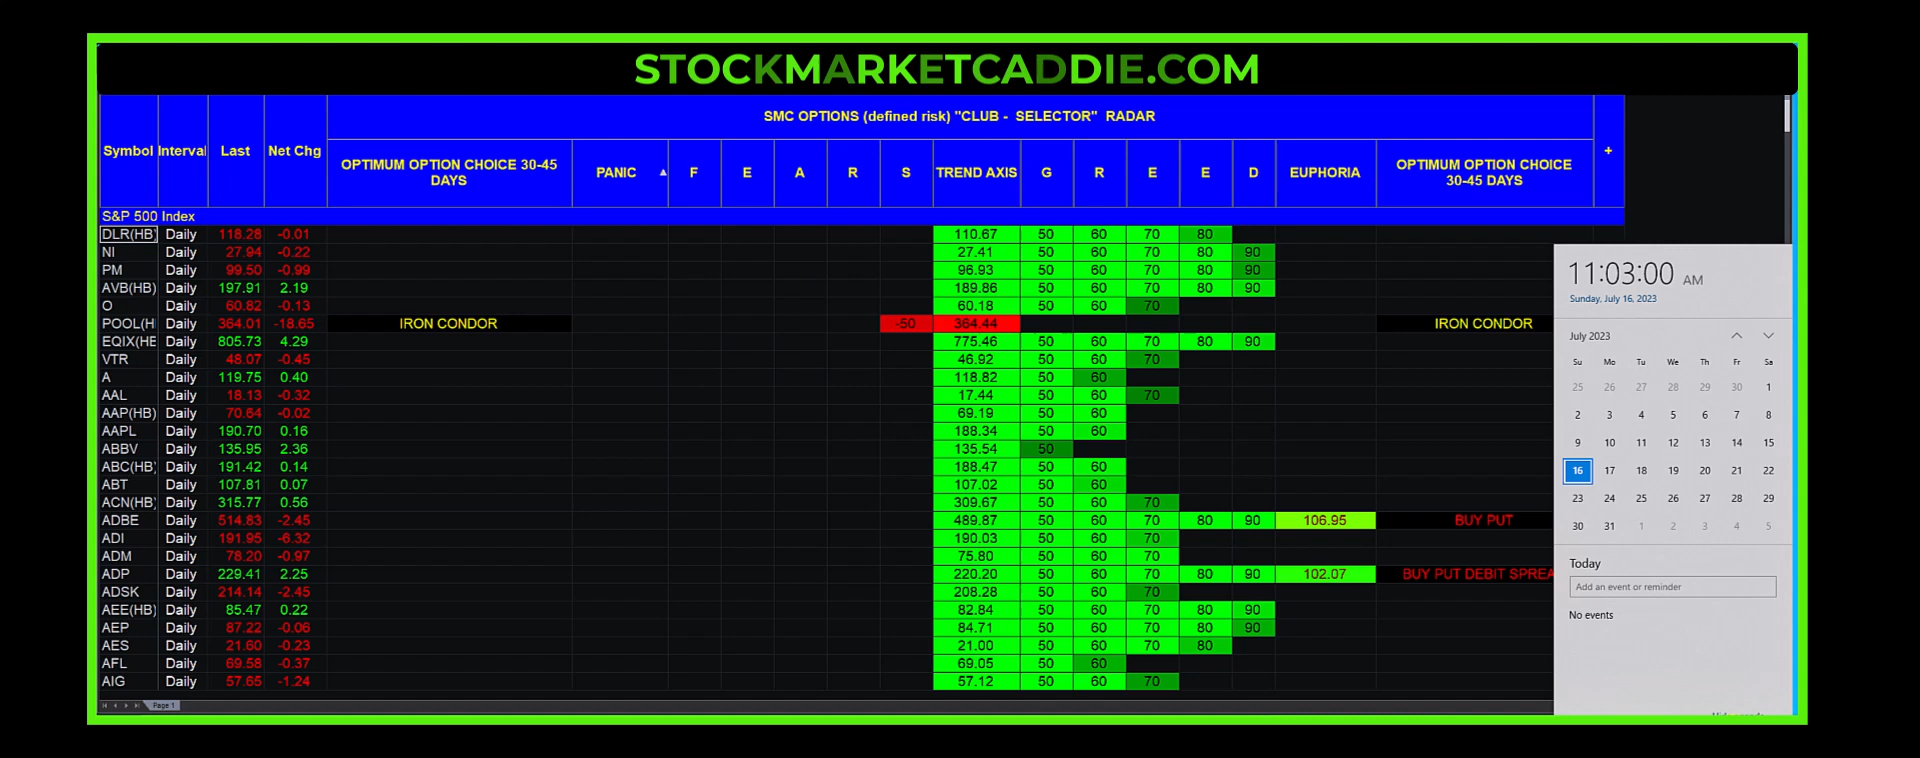 STOCKMARKETCADDIE.COM
SMC OPTIONS (defined risk) "CLUB - SELECTOR" RADAR
Symbol Interval Last Net Chg +
OPTIMUM OPTION CHOICE 30-45 DAYS PANIC F E A R S TREND AXIS G R E E D EUPHORIA OPTIMUM OPTION CHOICE 30-45 DAYS
S&P 500 Index
DLR(HB) Daily 118.28 -0.01 110.67 50 60 70 80
NI Daily 27.94 -0.22 27.41 50 60 70 80 90
PM Daily 99.50 -0.99 96.93 50 60 70 80 90
AVB(HB) Daily 197.91 2.19 189.86 50 60 70 80 90
O Daily 60.82 -0.13 60.18 50 60 70
POOL(H Daily 364.01 -18.65 IRON CONDOR -50 364.44 IRON CONDOR
EQIX(HE Daily 805.73 4.29 775.46 50 60 70 80 90
VTR Daily 48.07 -0.45 46.92 50 60 70
A Daily 119.75 0.40 118.82 50 60
AAL Daily 18.13 -0.32 17.44 50 60 70
AAP(HB) Daily 70.64 -0.02 69.19 50 60
AAPL Daily 190.70 0.16 188.34 50 60
ABBV Daily 135.95 2.36 135.54 50
ABC(HB) Daily 191.42 0.14 188.47 50 60
ABT Daily 107.81 0.07 107.02 50 60
ACN(HB) Daily 315.77 0.56 309.67 50 60 70
ADBE Daily 514.83 -2.45 489.87 50 60 70 80 90 106.95 BUY PUT
ADI Daily 191.95 -6.32 190.03 50 60 70
ADM Daily 78.20 -0.97 75.80 50 60 70
ADP Daily 229.41 2.25 220.20 50 60 70 80 90 102.07 BUY PUT DEBIT SPREA
ADSK Daily 214.14 -2.45 208.28 50 60 70
AEE(HB) Daily 85.47 0.22 82.84 50 60 70 80 90
AEP Daily 87.22 -0.06 84.71 50 60 70 80 90
AES Daily 21.60 -0.23 21.00 50 60 70 80
AFL Daily 69.58 -0.37 69.05 50 60
AIG Daily 57.65 -1.24 57.12 50 60 70
Page 1
11:03:00 AM
Sunday, July 16, 2023
July 2023
Su Mo Tu We Th Fr Sa
25 26 27 28 29 30 1
2 3 4 5 6 7 8
9 10 11 12 13 14 15
16 17 18 19 20 21 22
23 24 25 26 27 28 29
30 31 1 2 3 4 5
Today
Add an event or reminder
No events